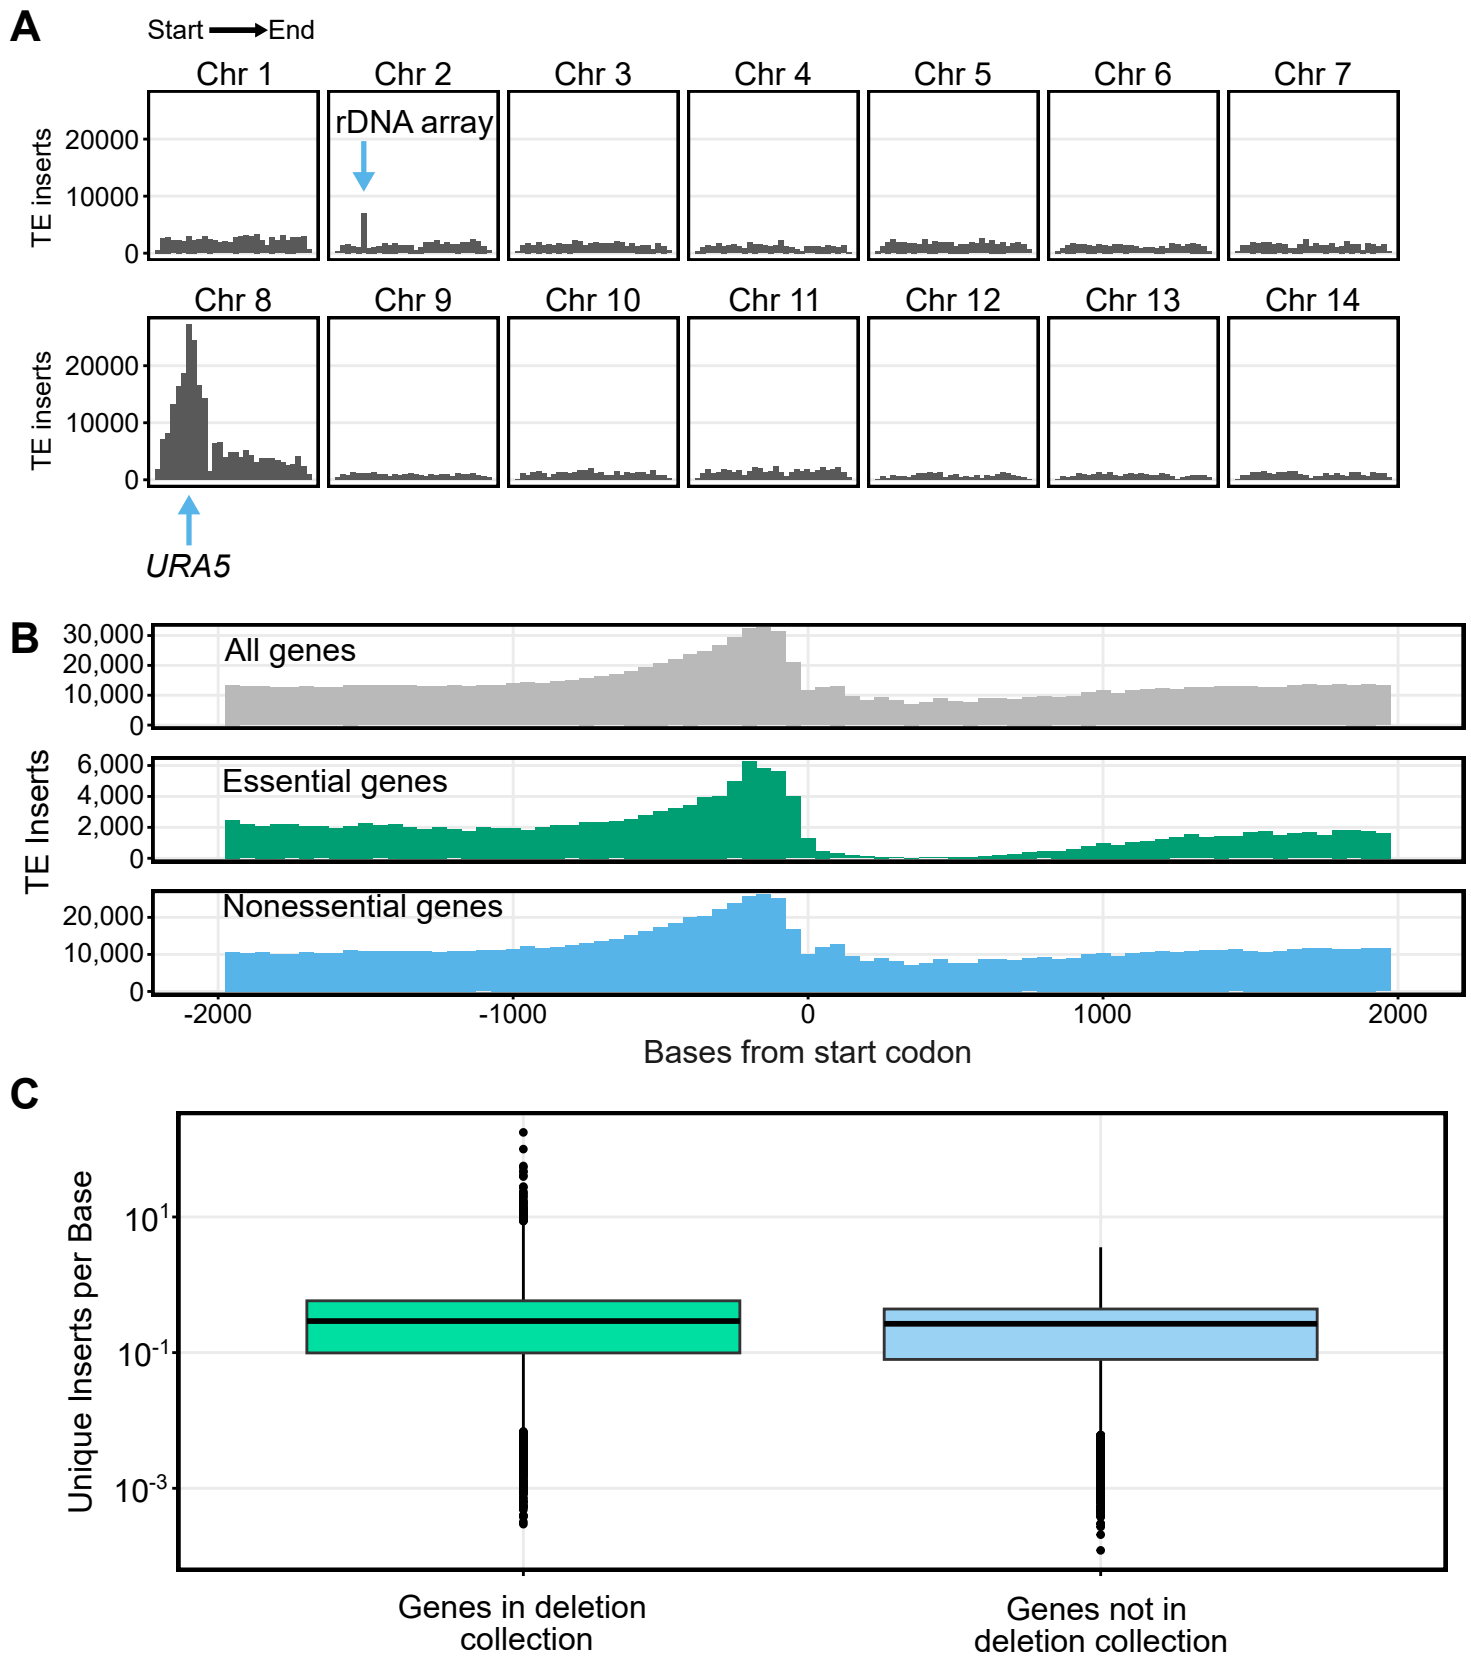 A
Start End
Chr 1 Chr 2 Chr 3 Chr 4 Chr 5 Chr 6 Chr 7
rDNA array
TE inserts
20000
10000
0
Chr 8 Chr 9 Chr 10 Chr 11 Chr 12 Chr 13 Chr 14
TE inserts
20000
10000
0
URA5
B
TE Inserts
All genes
30,000
20,000
10,000
0
Essential genes
6,000
4,000
2,000
0
Nonessential genes
20,000
10,000
0
-2000 -1000 0 1000 2000
Bases from start codon
C
Unique Inserts per Base
10¹
10⁻¹
10⁻³
Genes in deletion
collection
Genes not in
deletion collection